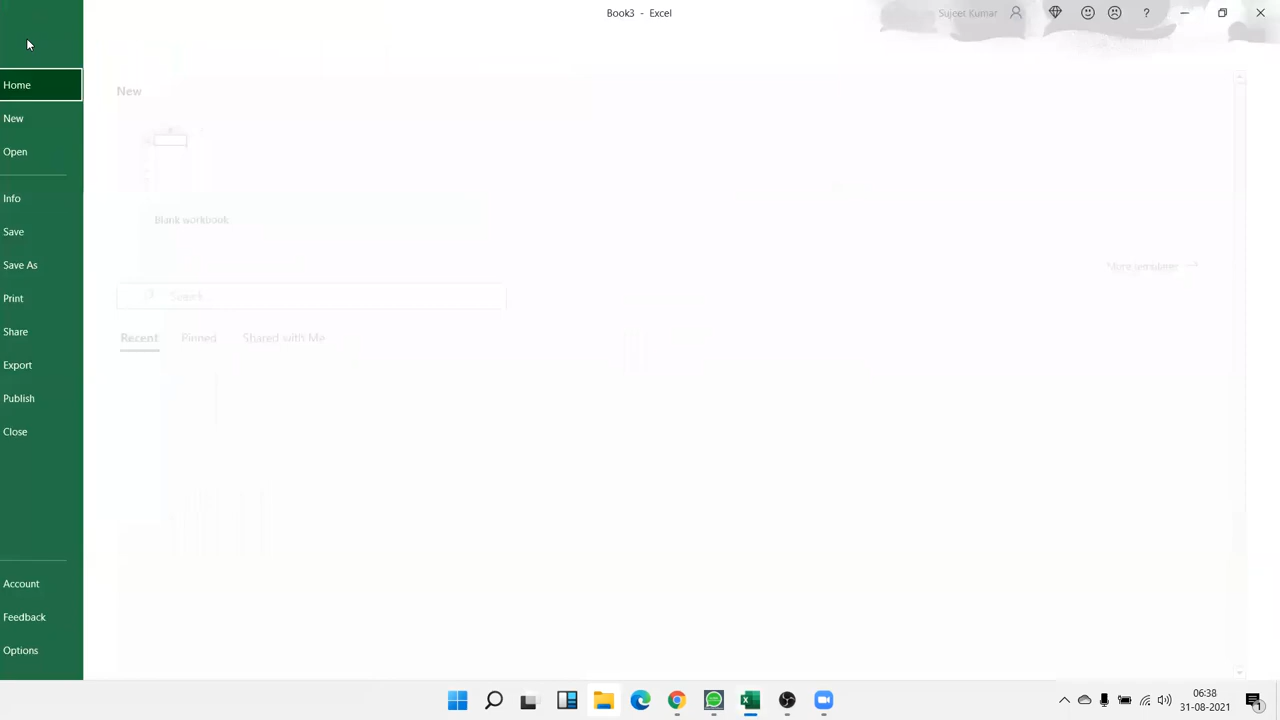 Book3 - Excel
Sujeet Kumar
?
Home
New
Open
Info
Save
Save As
Print
Share
Export
Publish
Close
Account
Feedback
Options
New
Blank workbook
More templates
Search
Recent Pinned Shared with Me
06:38
31-08-2021
1